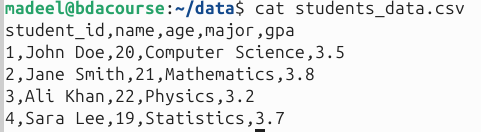 madeel@bdacourse:~/data$ cat students_data.csv
student_id,name,age,major,gpa
1,John Doe,20,Computer Science,3.5
2,Jane Smith,21,Mathematics,3.8
3,Ali Khan,22,Physics,3.2
4,Sara Lee,19,Statistics,3.7